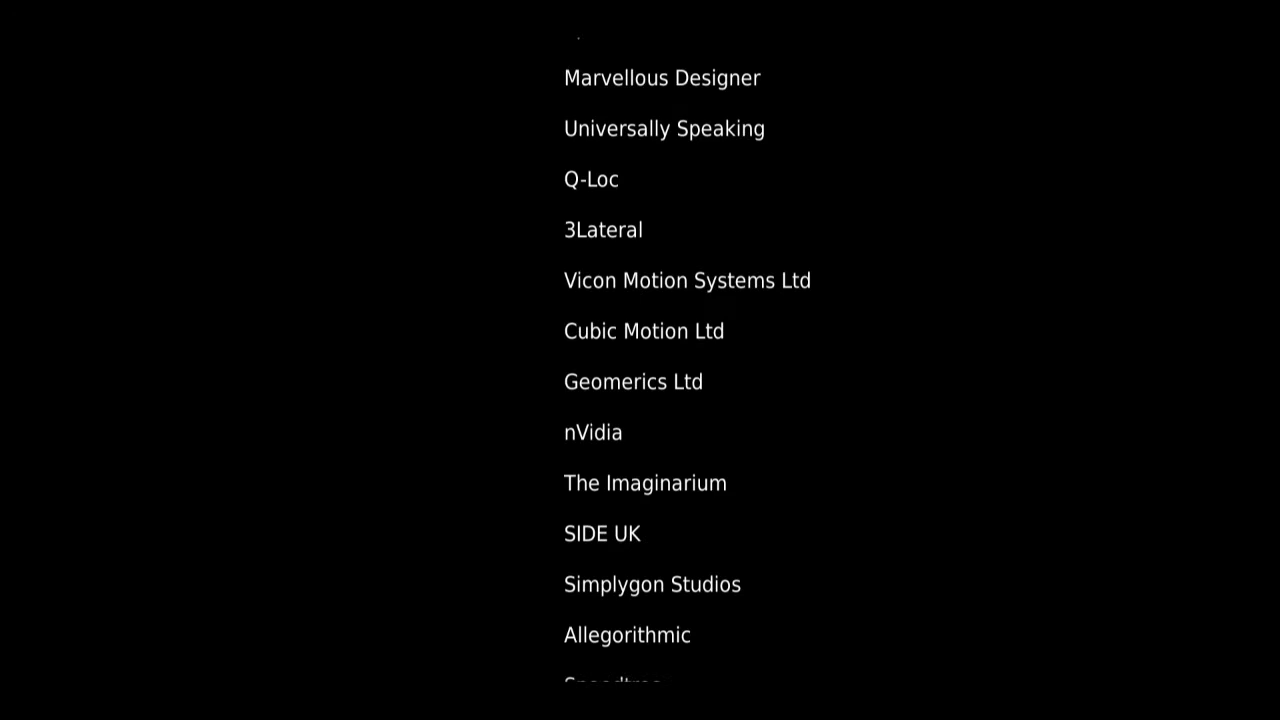 Marvellous Designer
Universally Speaking
Q-Loc
3Lateral
Vicon Motion Systems Ltd
Cubic Motion Ltd
Geomerics Ltd
nVidia
The Imaginarium
SIDE UK
Simplygon Studios
Allegorithmic